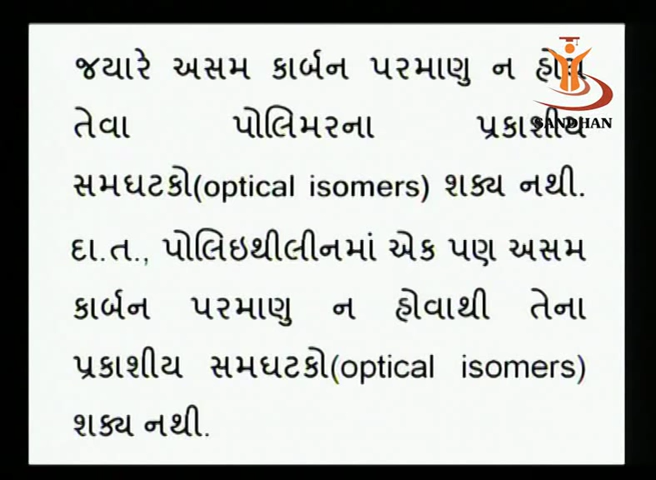 જયારે અસમ કાર્બન પરમાણુ ન હોય
તેવા પોલિમરના પ્રકાશીય
સમઘટકો(optical isomers) શક્ય નથી.
દા.ત., પોલિઇથીલીનમાં એક પણ અસમ
કાર્બન પરમાણુ ન હોવાથી તેના
પ્રકાશીય સમઘટકો(optical isomers)
શક્ય નથી.
SANDHAN